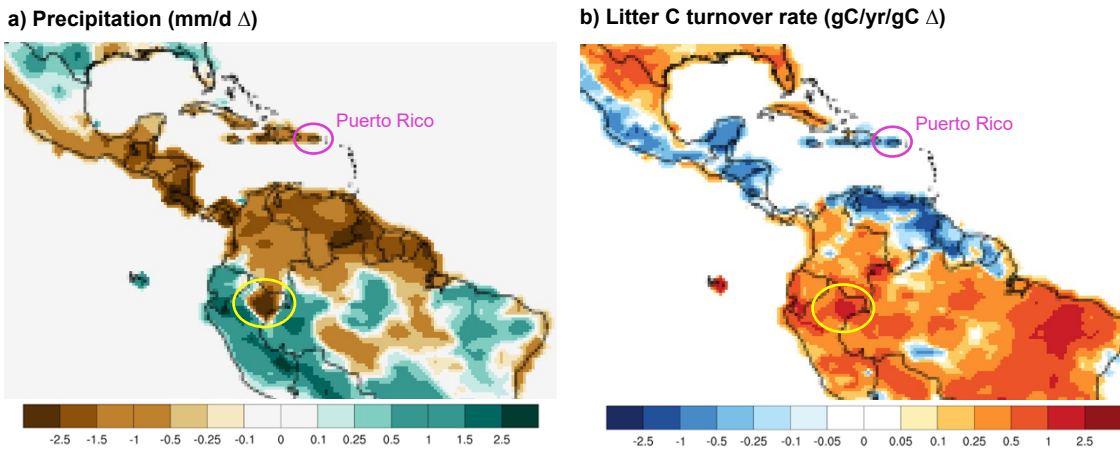 a) Precipitation (mm/d Δ)
b) Litter C turnover rate (gC/yr/gC Δ)
Puerto Rico
Puerto Rico
-2.5 -1.5 -1 -0.5 -0.25 -0.1 0 0.1 0.25 0.5 1 1.5 2.5
-2.5 -1 -0.5 -0.25 -0.1 -0.05 0 0.05 0.1 0.25 0.5 1 2.5